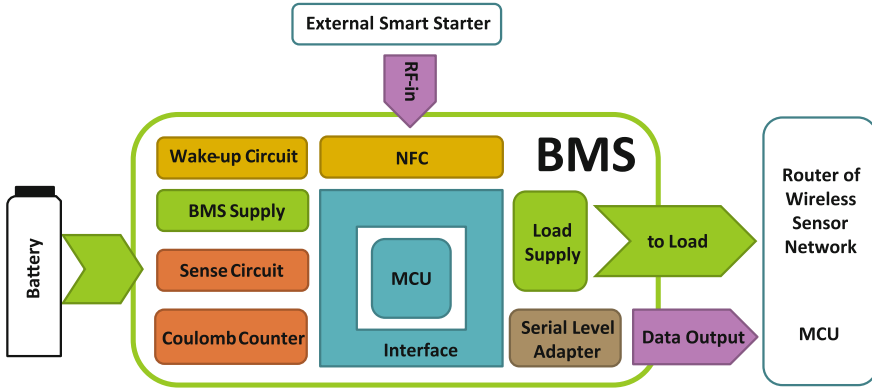 External Smart Starter
RF-in
BMS
Wake-up Circuit
NFC
BMS Supply
Load
Supply
to Load
Router of
Wireless
Sensor
Network
Battery
Sense Circuit
MCU
Coulomb Counter
Interface
Serial Level
Adapter
Data Output
MCU